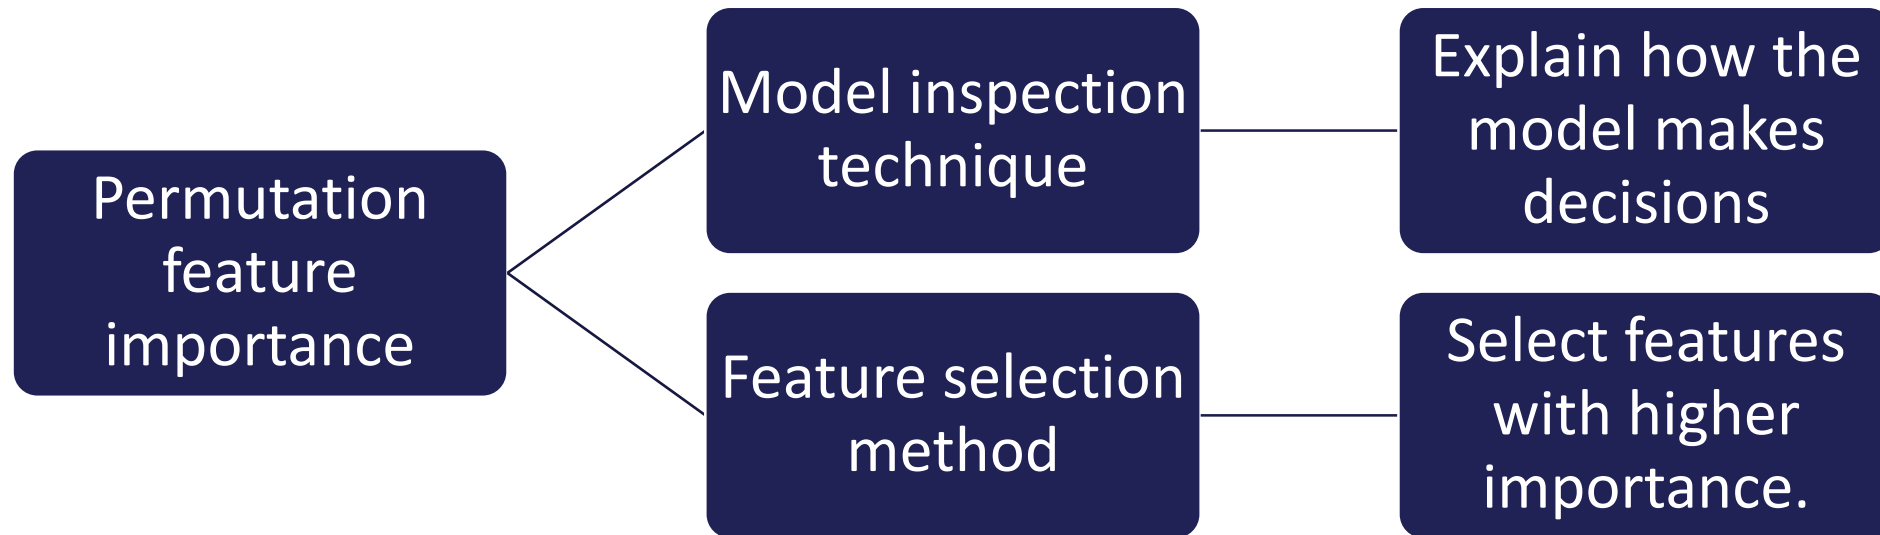 Permutation
feature
importance
Model inspection
technique
Explain how the
model makes
decisions
Feature selection
method
Select features
with higher
importance.